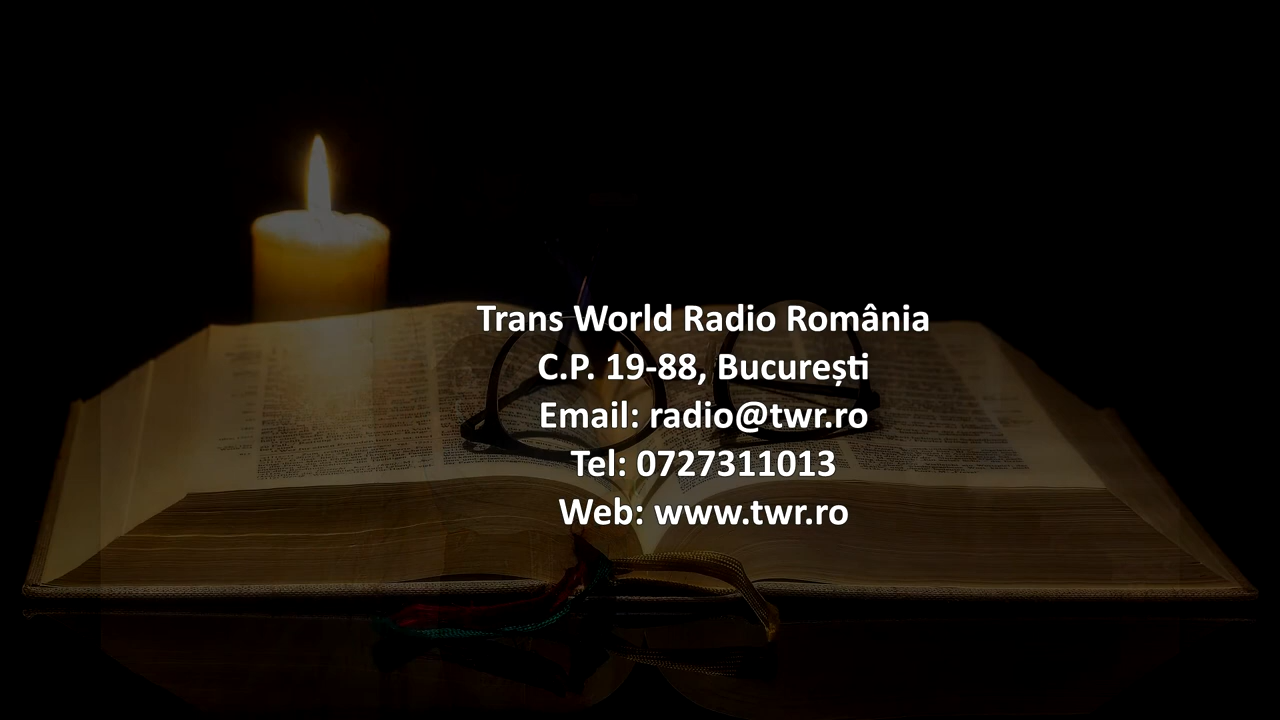 Trans World Radio România
C.P. 19-88, București
Email: radio@twr.ro
Tel: 0727311013
Web: www.twr.ro